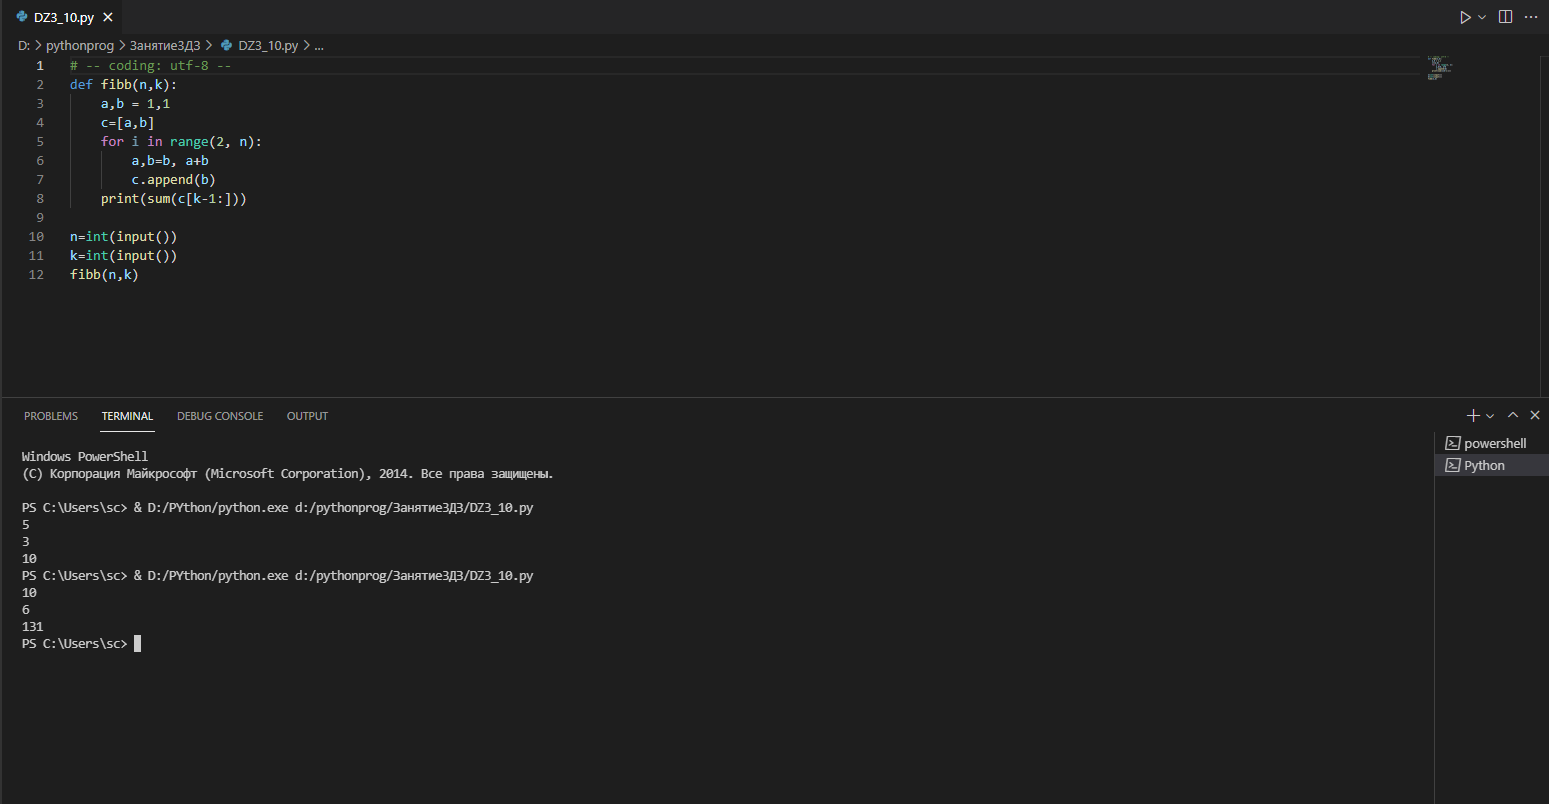 DZ3_10.py
D: > pythonprog > Занятие3Д3 > DZ3_10.py > ...
1 # -- coding: utf-8 --
2 def fibb(n,k):
3     a,b = 1,1
4     c=[a,b]
5     for i in range(2, n):
6         a,b=b, a+b
7         c.append(b)
8     print(sum(c[k-1:]))
9
10 n=int(input())
11 k=int(input())
12 fibb(n,k)
PROBLEMS TERMINAL DEBUG CONSOLE OUTPUT
Windows PowerShell
(C) Корпорация Майкрософт (Microsoft Corporation), 2014. Все права защищены.
PS C:\Users\sc> & D:/PYthon/python.exe d:/pythonprog/Занятие3Д3/DZ3_10.py
5
3
10
PS C:\Users\sc> & D:/PYthon/python.exe d:/pythonprog/Занятие3Д3/DZ3_10.py
10
6
131
PS C:\Users\sc>
powershell
Python